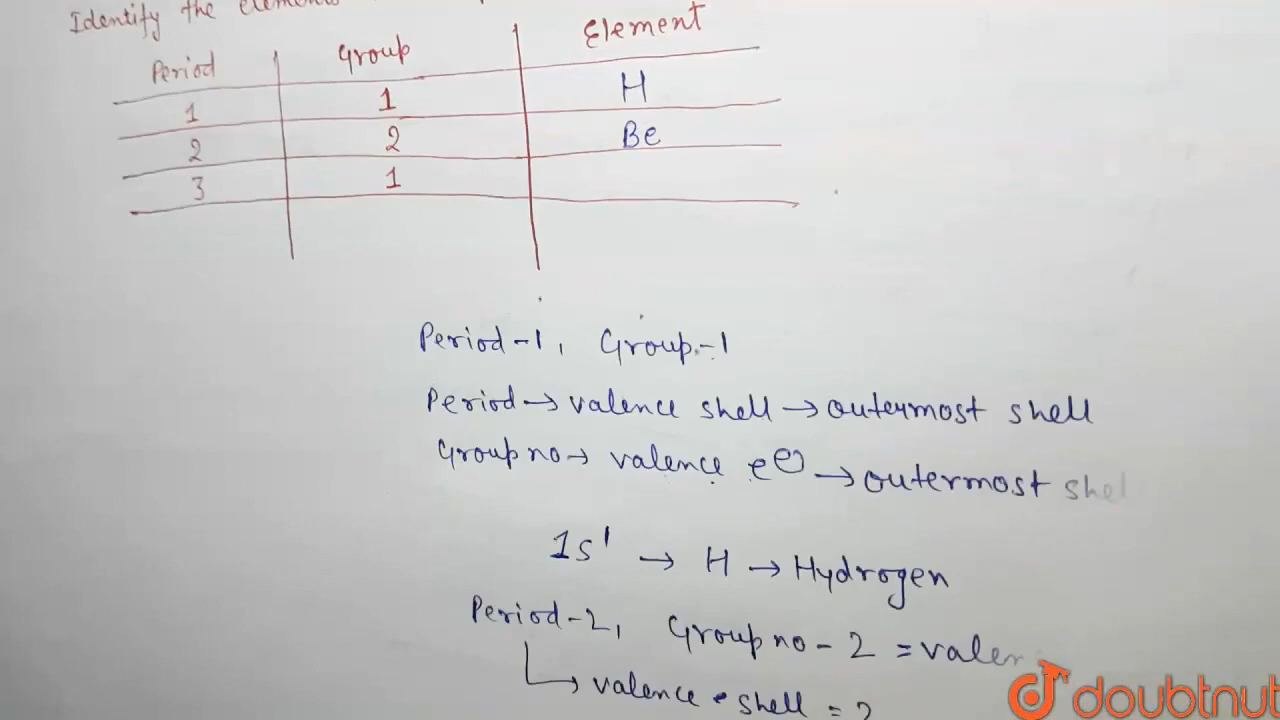 Identify the elements
Period Group Element
1 1 H
2 2 Be
3 1
Period-1, Group-1
Period → valence shell → outermost shell
Group no → valence e⊖ → outermost shel
1s¹ → H → Hydrogen
Period-2, Group no - 2 = valen
→ valence shell = 2
doubtnut